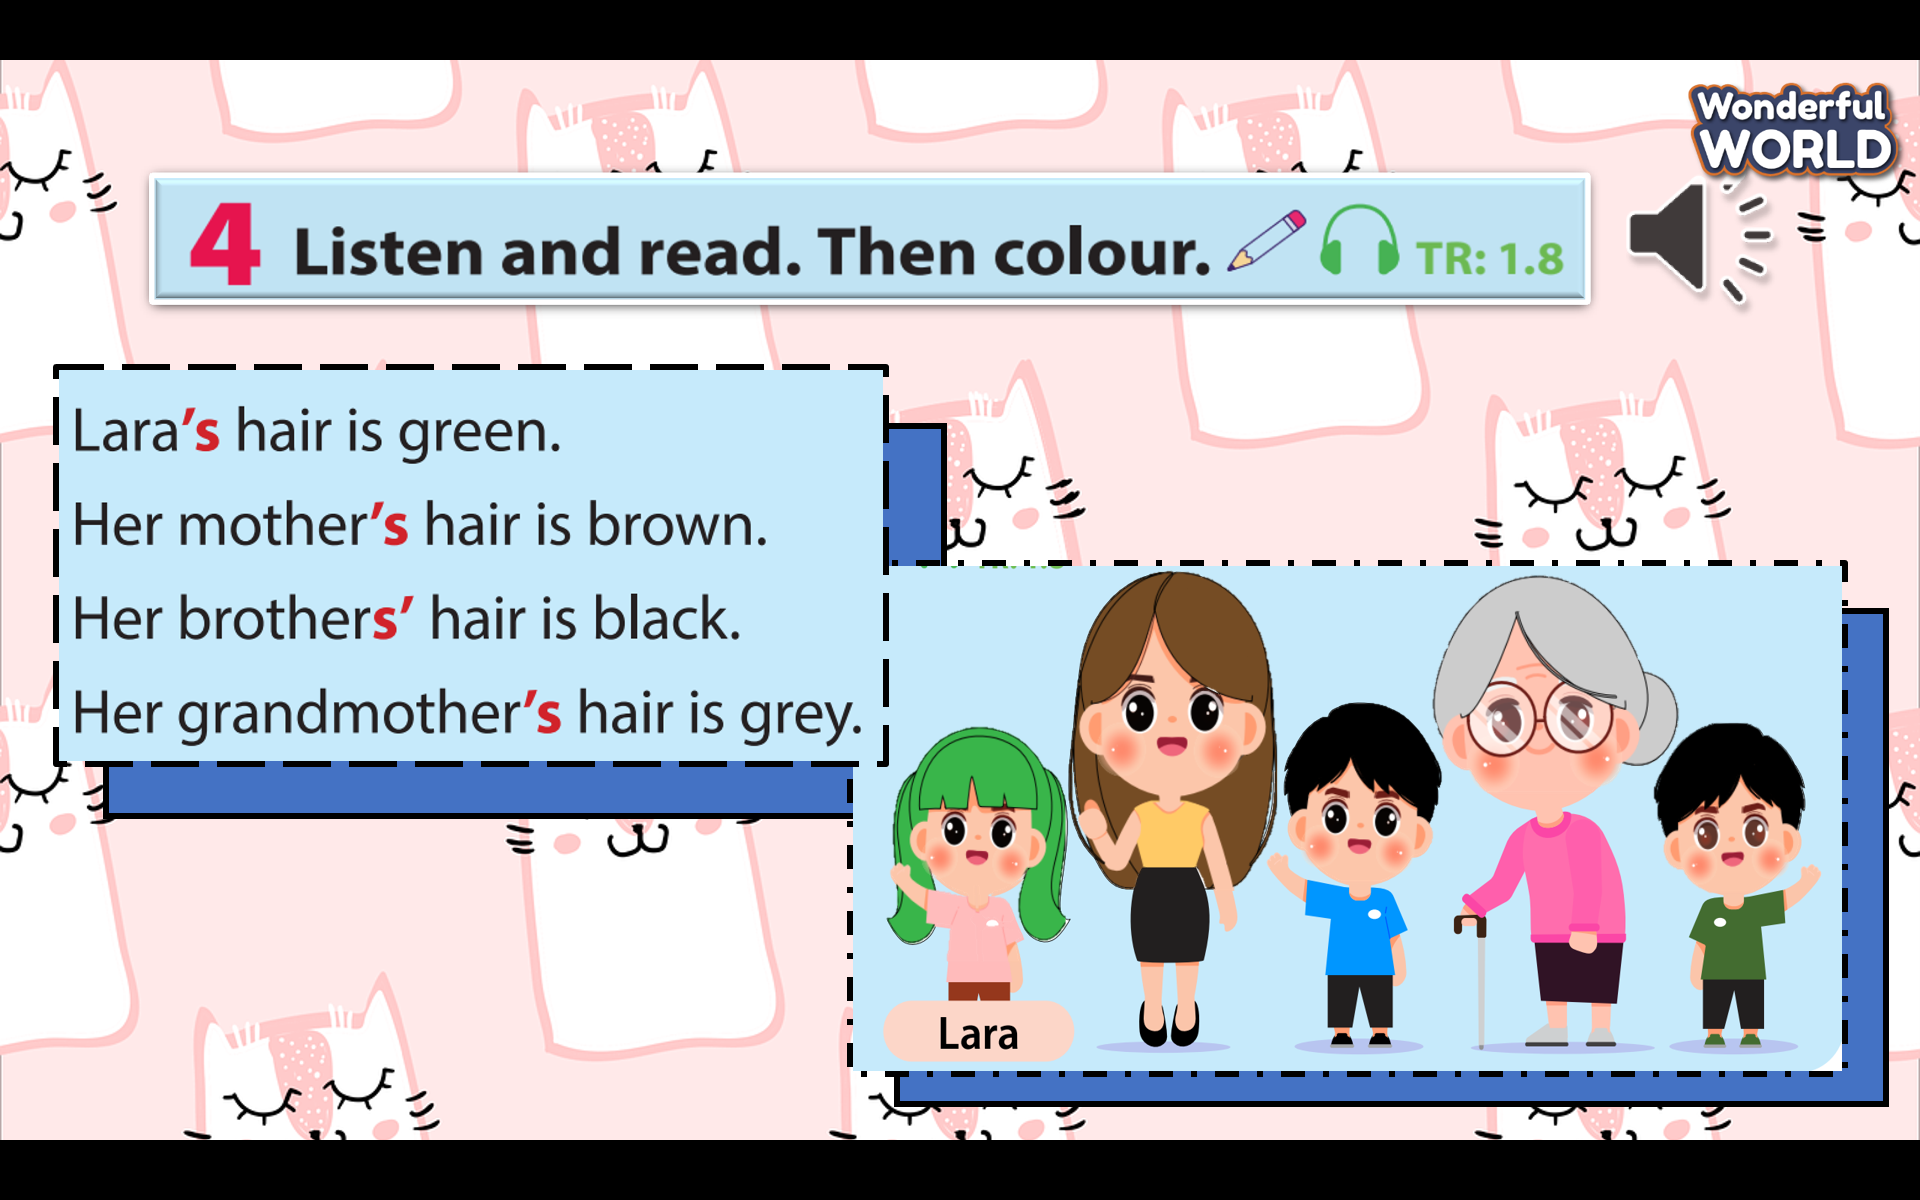 Wonderful
WORLD
4 Listen and read. Then colour. TR: 1.8
Lara’s hair is green.
Her mother’s hair is brown.
Her brothers’ hair is black.
Her grandmother’s hair is grey.
Lara